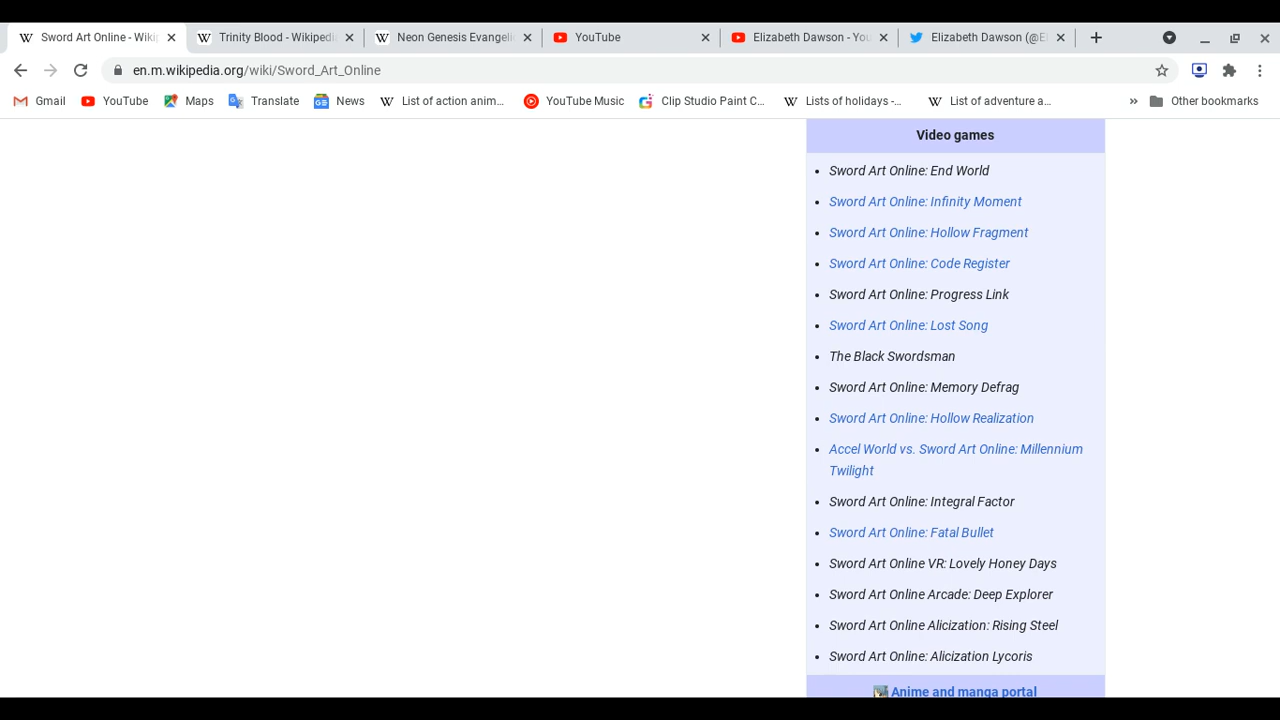 Sword Art Online - Wiki
Trinity Blood - Wikipedi
Neon Genesis Evangeli
YouTube
Elizabeth Dawson - You
Elizabeth Dawson (@E
en.m.wikipedia.org/wiki/Sword_Art_Online
Gmail
YouTube
Maps
Translate
News
List of action anim...
YouTube Music
Clip Studio Paint C...
Lists of holidays -...
List of adventure a...
»
Other bookmarks
Video games
• Sword Art Online: End World
• Sword Art Online: Infinity Moment
• Sword Art Online: Hollow Fragment
• Sword Art Online: Code Register
• Sword Art Online: Progress Link
• Sword Art Online: Lost Song
• The Black Swordsman
• Sword Art Online: Memory Defrag
• Sword Art Online: Hollow Realization
• Accel World vs. Sword Art Online: Millennium
Twilight
• Sword Art Online: Integral Factor
• Sword Art Online: Fatal Bullet
• Sword Art Online VR: Lovely Honey Days
• Sword Art Online Arcade: Deep Explorer
• Sword Art Online Alicization: Rising Steel
• Sword Art Online: Alicization Lycoris
Anime and manga portal